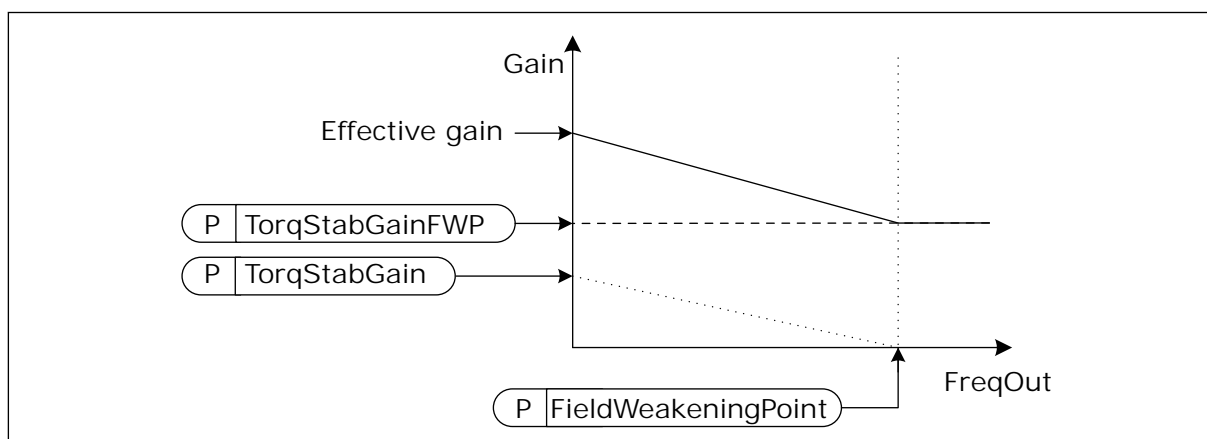 Gain
Effective gain
P TorqStabGainFWP
P TorqStabGain
FreqOut
P FieldWeakeningPoint